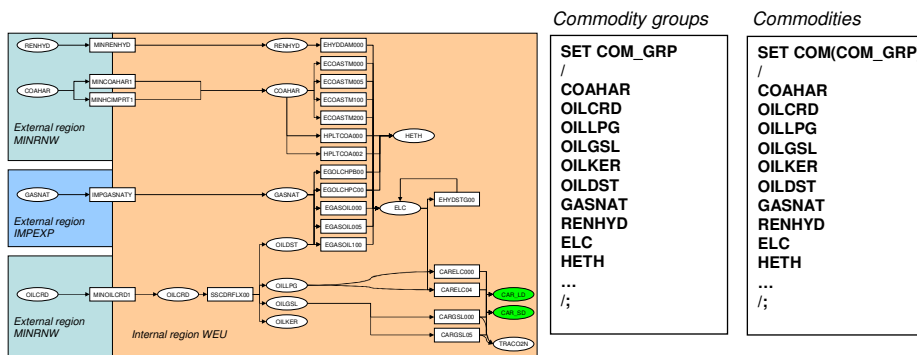 Commodity groups
Commodities
RENHYD
MINRENHYD
RENHYD
EHYDDAM000
COAHAR
MINCOAHAR1
MINHCIMPRT1
COAHAR
ECOASTM000
ECOASTM005
ECOASTM100
ECOASTM200
HPLTCOA000
HPLTCOA002
HETH
External region
MINRNW
GASNAT
IMPGASNATY
GASNAT
EGOLCHPB00
EGOLCHPC00
EGASOIL000
EGASOIL005
EGASOIL100
ELC
EHYDSTG00
External region
IMPEXP
OILCRD
MINOILCRD1
OILCRD
SSCDRFLX00
OILDST
OILLPG
OILGSL
OILKER
CARELC000
CARELC04
CARGSL000
CARGSL05
CAR_LD
CAR_SD
TRACO2N
External region
MINRNW
Internal region WEU
SET COM_GRP
/
COAHAR
OILCRD
OILLPG
OILGSL
OILKER
OILDST
GASNAT
RENHYD
ELC
HETH
...
/;
SET COM(COM_GRP
/
COAHAR
OILCRD
OILLPG
OILGSL
OILKER
OILDST
GASNAT
RENHYD
ELC
HETH
...
/;